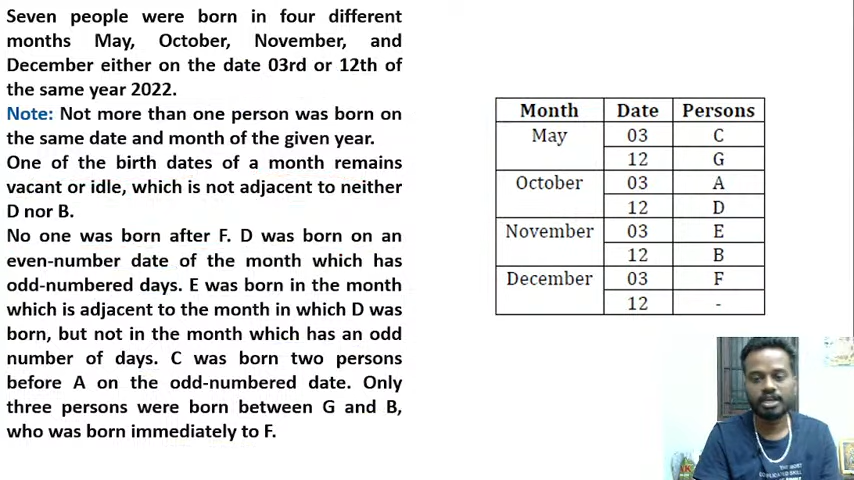 Seven people were born in four different
months May, October, November, and
December either on the date 03rd or 12th of
the same year 2022.
Note: Not more than one person was born on
the same date and month of the given year.
One of the birth dates of a month remains
vacant or idle, which is not adjacent to neither
D nor B.
No one was born after F. D was born on an
even-number date of the month which has
odd-numbered days. E was born in the month
which is adjacent to the month in which D was
born, but not in the month which has an odd
number of days. C was born two persons
before A on the odd-numbered date. Only
three persons were born between G and B,
who was born immediately to F.
Month Date Persons
May 03 C
12 G
October 03 A
12 D
November 03 E
12 B
December 03 F
12 -